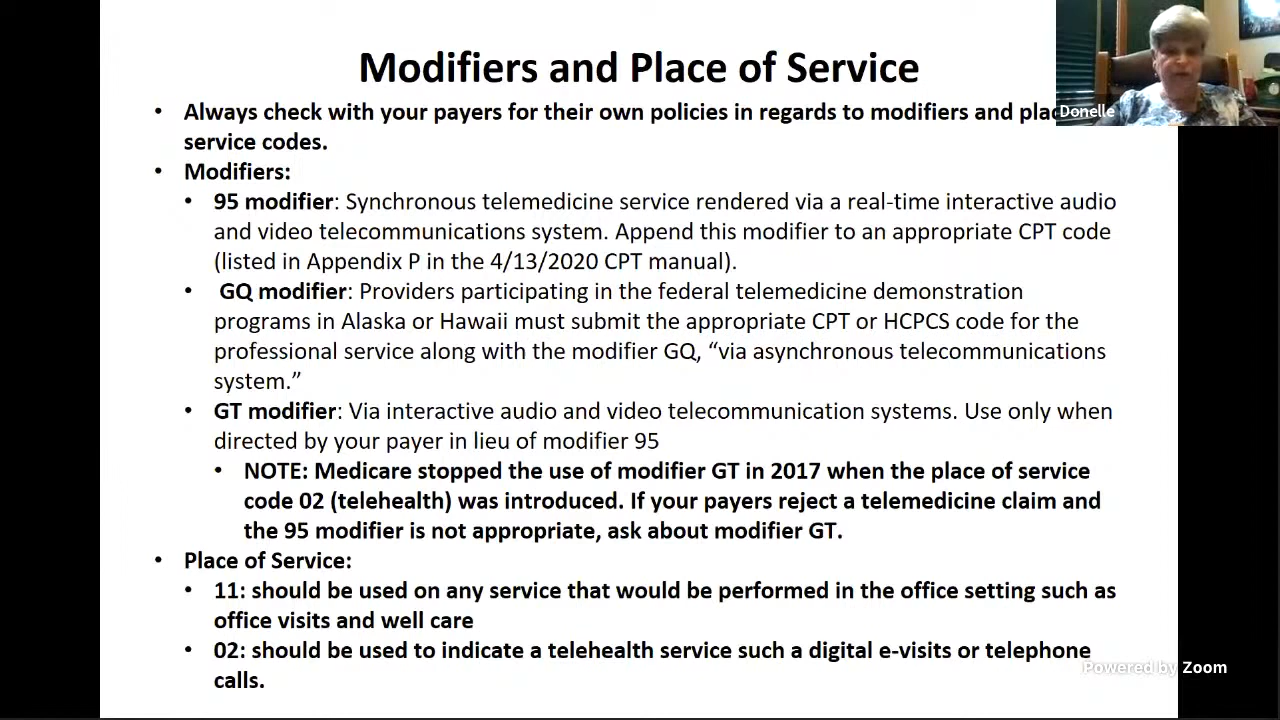 Modifiers and Place of Service
• Always check with your payers for their own policies in regards to modifiers and
service codes.
• Modifiers:
• 95 modifier: Synchronous telemedicine service rendered via a real-time interactive audio
and video telecommunications system. Append this modifier to an appropriate CPT code
(listed in Appendix P in the 4/13/2020 CPT manual).
• GQ modifier: Providers participating in the federal telemedicine demonstration
programs in Alaska or Hawaii must submit the appropriate CPT or HCPCS code for the
professional service along with the modifier GQ, “via asynchronous telecommunications
system.”
• GT modifier: Via interactive audio and video telecommunication systems. Use only when
directed by your payer in lieu of modifier 95
• NOTE: Medicare stopped the use of modifier GT in 2017 when the place of service
code 02 (telehealth) was introduced. If your payers reject a telemedicine claim and
the 95 modifier is not appropriate, ask about modifier GT.
• Place of Service:
• 11: should be used on any service that would be performed in the office setting such as
office visits and well care
• 02: should be used to indicate a telehealth service such a digital e-visits or telephone
calls.
Donelle
Powered by Zoom